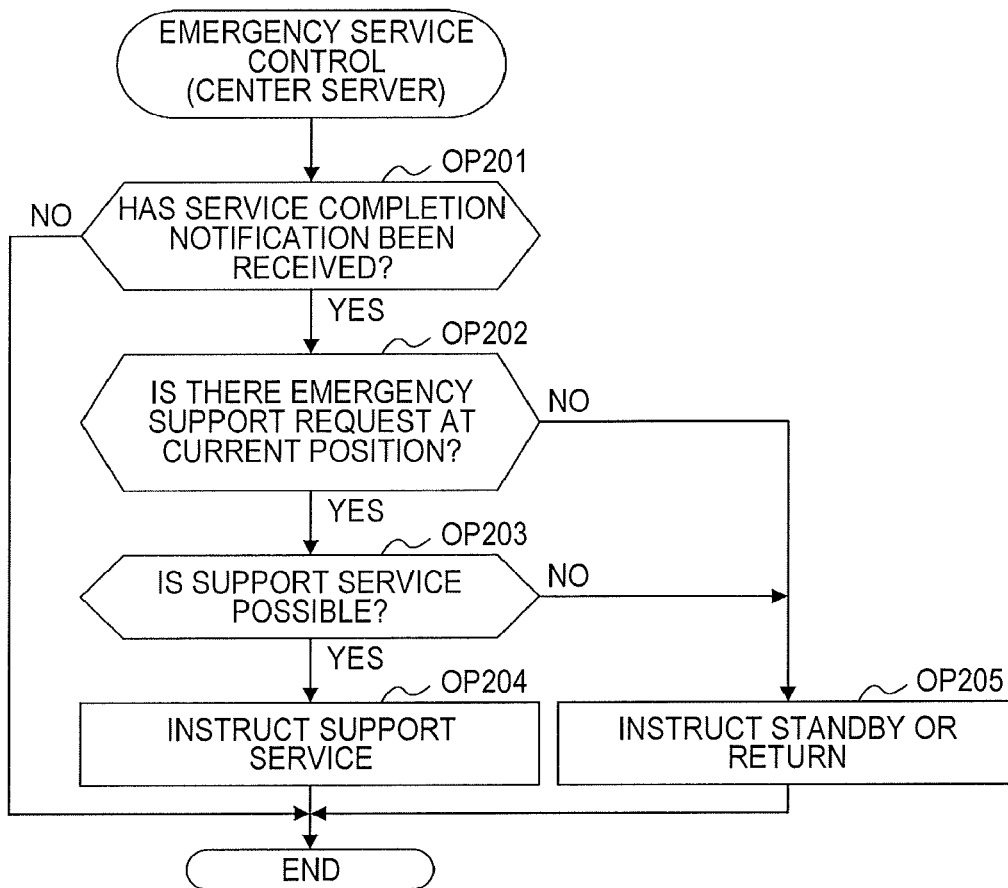 EMERGENCY SERVICE
CONTROL
(CENTER SERVER)
OP201
NO
HAS SERVICE COMPLETION
NOTIFICATION BEEN
RECEIVED?
YES
OP202
IS THERE EMERGENCY
SUPPORT REQUEST AT
CURRENT POSITION?
NO
YES
OP203
IS SUPPORT SERVICE
POSSIBLE?
NO
YES
OP204
INSTRUCT SUPPORT
SERVICE
OP205
INSTRUCT STANDBY OR
RETURN
END